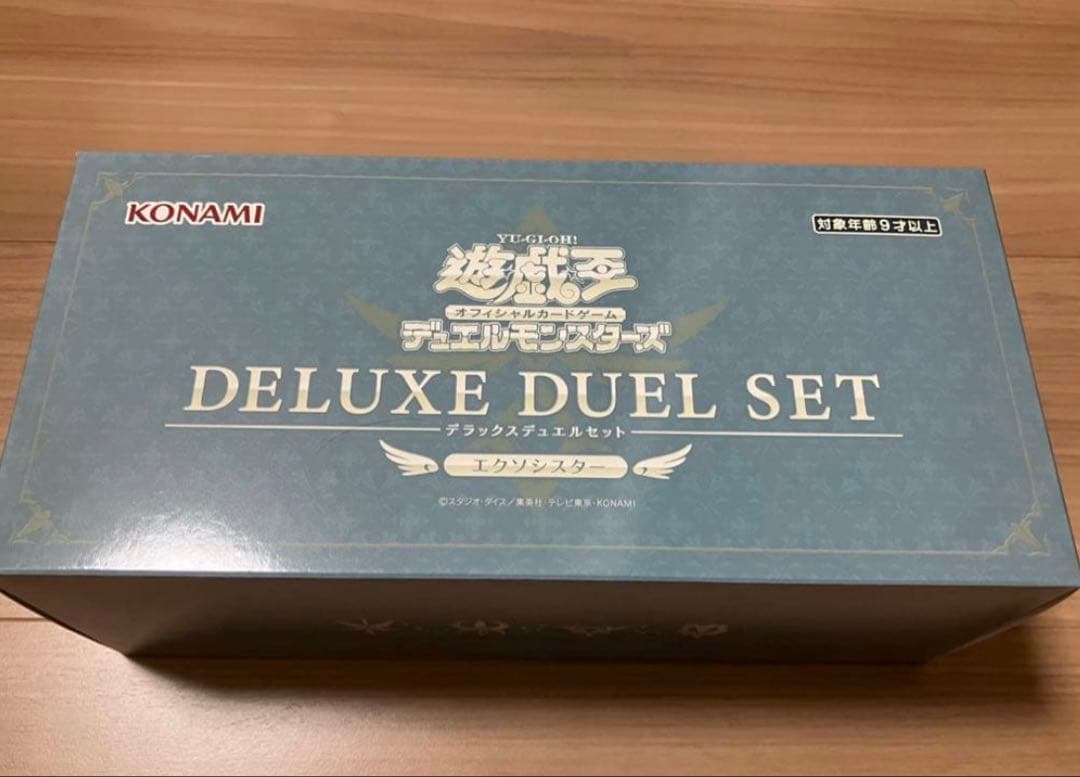 KONAMI
対象年齢9才以上
YU-GI-OH!
遊戯王
オフィシャルカードゲーム
デュエルモンスターズ
DELUXE DUEL SET
デラックスデュエルセット
エクソシスター
©スタジオ・ダイス／集英社・テレビ東京・KONAMI